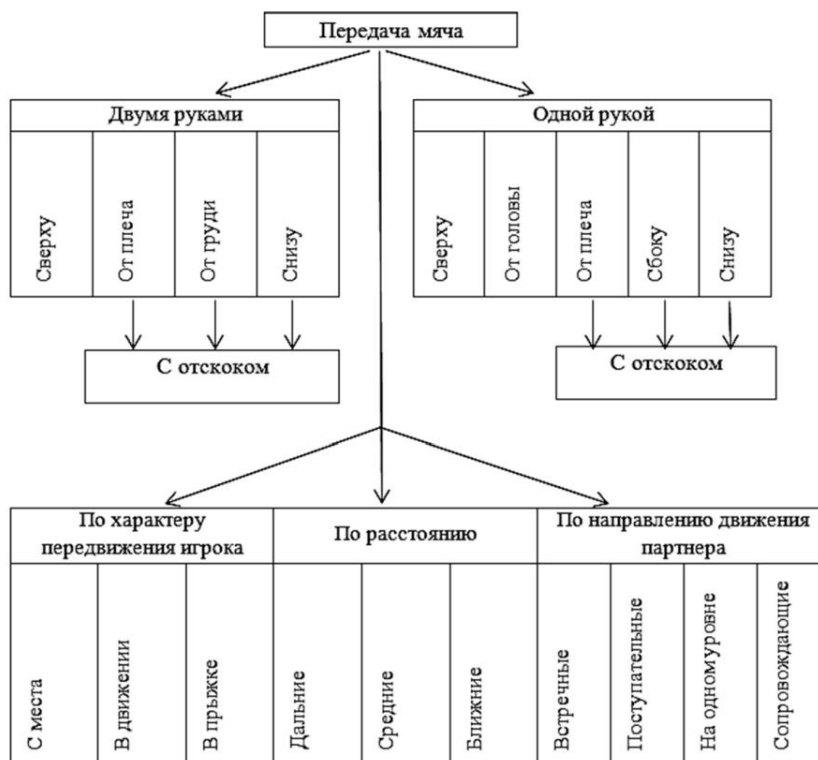 Передача мяча
Двумя руками
Сверху
От плеча
От груди
Снизу
С отскоком
Одной рукой
Сверху
От головы
От плеча
Сбоку
Снизу
С отскоком
По характеру
передвижения игрока
С места
В движении
В прыжке
По расстоянию
Дальние
Средние
Ближние
По направлению движения
партнера
Встречные
Поступательные
На одном уровне
Сопровождающие